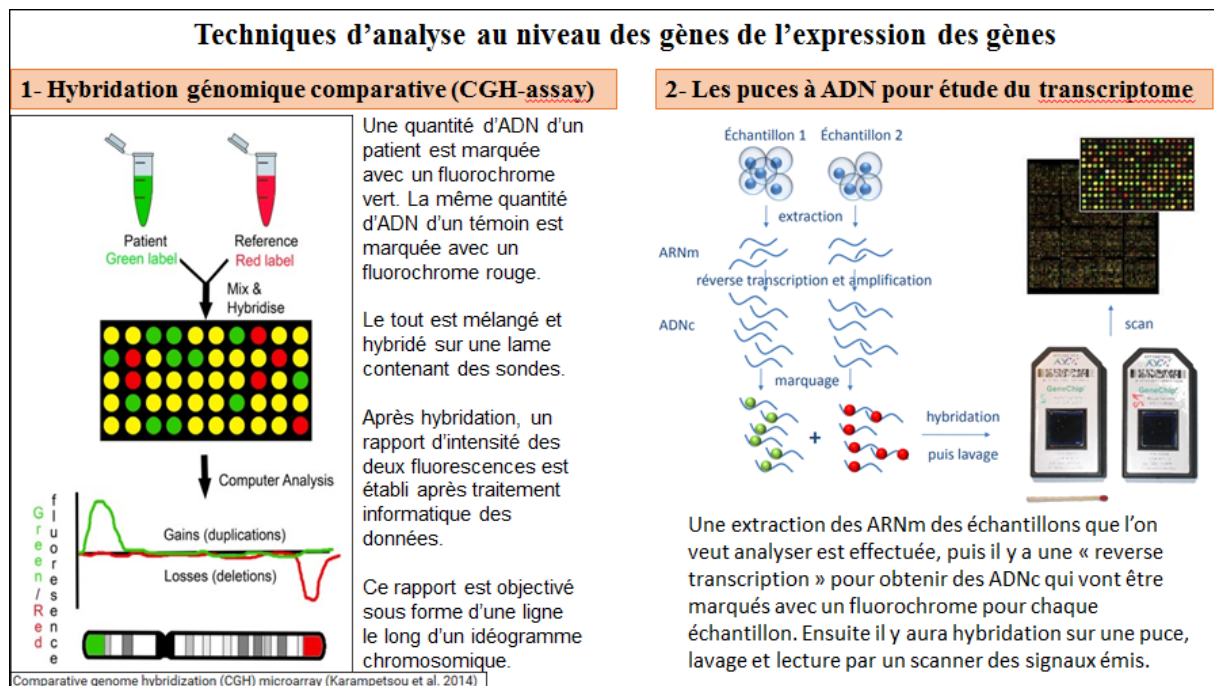 Techniques d’analyse au niveau des gènes de l’expression des gènes
1- Hybridation génomique comparative (CGH-assay)
Patient
Green label
Reference
Red label
Mix &
Hybridise
Computer Analysis
Green/Red
fluoresence
Gains (duplications)
Losses (deletions)
Comparative genome hybridization (CGH) microarray (Karampetsou et al. 2014)
Une quantité d’ADN d’un
patient est marquée
avec un fluorochrome
vert. La même quantité
d’ADN d’un témoin est
marquée avec un
fluorochrome rouge.
Le tout est mélangé et
hybridé sur une lame
contenant des sondes.
Après hybridation, un
rapport d’intensité des
deux fluorescences est
établi après traitement
informatique des
données.
Ce rapport est objectivé
sous forme d’une ligne
le long d’un idéogramme
chromosomique.
2- Les puces à ADN pour étude du transcriptome
Échantillon 1
Échantillon 2
extraction
ARNm
réverse transcription et amplification
ADNc
marquage
+
hybridation
puis lavage
scan
GeneChip
GeneChip
Une extraction des ARNm des échantillons que l’on
veut analyser est effectuée, puis il y a une « reverse
transcription » pour obtenir des ADNc qui vont être
marqués avec un fluorochrome pour chaque
échantillon. Ensuite il y aura hybridation sur une puce,
lavage et lecture par un scanner des signaux émis.